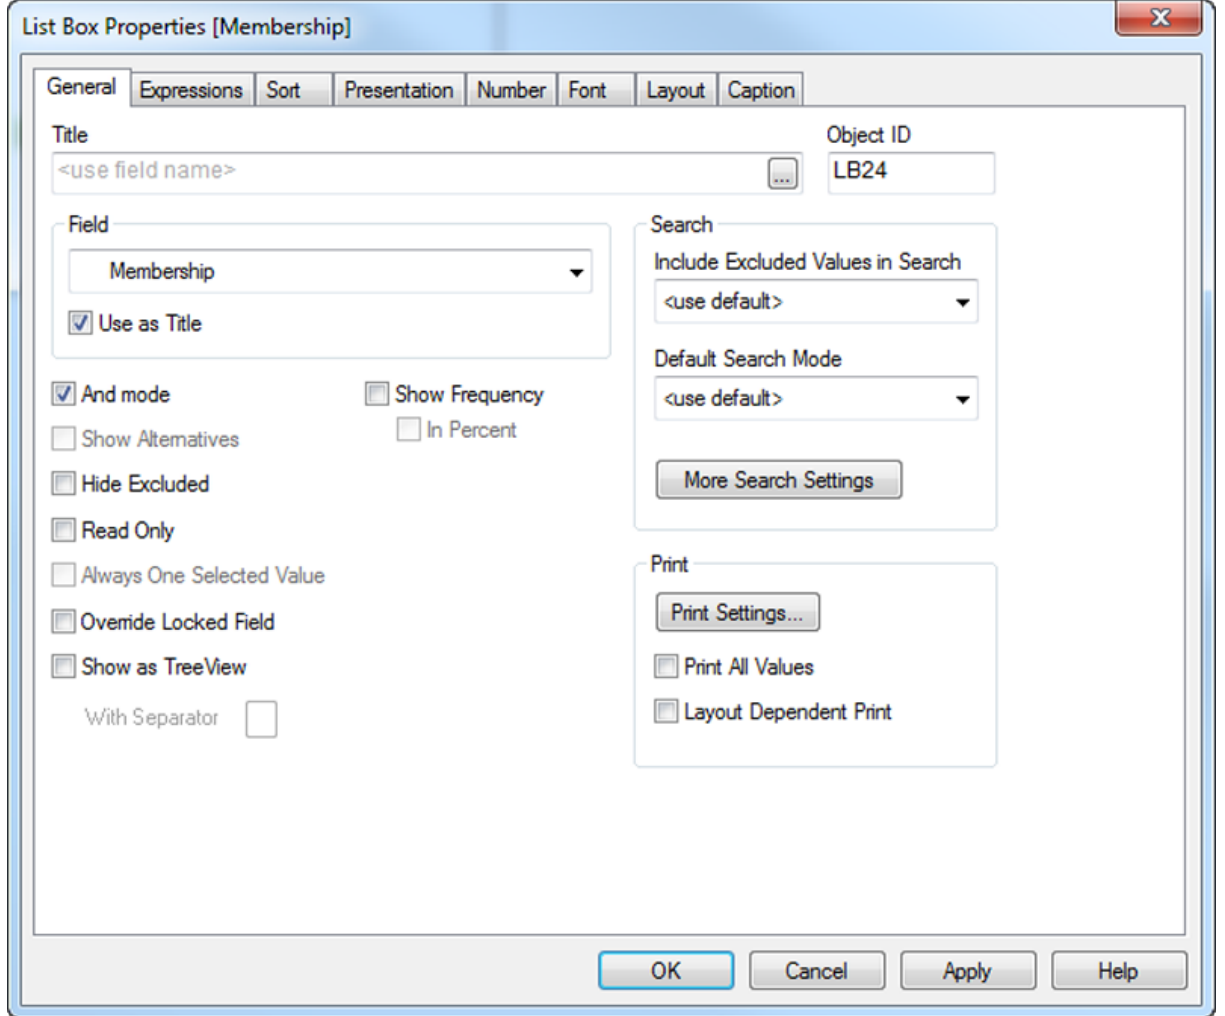 List Box Properties [Membership]
General Expressions Sort Presentation Number Font Layout Caption
Title
<use field name>
...
Object ID
LB24
Field
Membership
Use as Title
And mode
Show Frequency
In Percent
Show Alternatives
Hide Excluded
Read Only
Always One Selected Value
Override Locked Field
Show as TreeView
With Separator
Search
Include Excluded Values in Search
<use default>
Default Search Mode
<use default>
More Search Settings
Print
Print Settings...
Print All Values
Layout Dependent Print
OK Cancel Apply Help